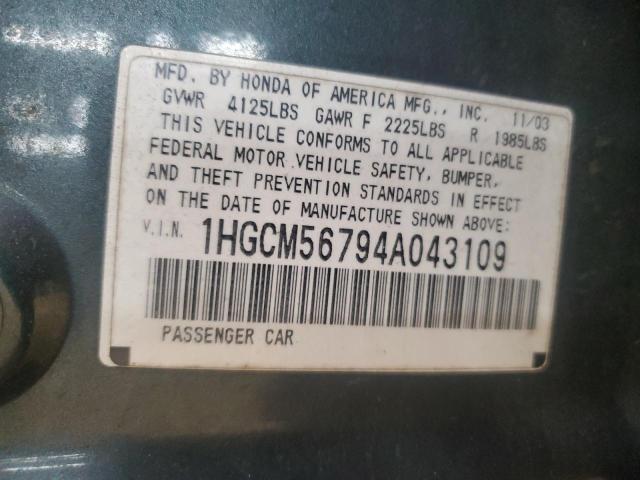 MFD. BY HONDA OF AMERICA MFG., INC. 11/03
GVWR 4125LBS GAWR F 2225LBS R 1985LBS
THIS VEHICLE CONFORMS TO ALL APPLICABLE
FEDERAL MOTOR VEHICLE SAFETY, BUMPER,
AND THEFT PREVENTION STANDARDS IN EFFECT
ON THE DATE OF MANUFACTURE SHOWN ABOVE:
V.I.N. 1HGCM56794A043109
PASSENGER CAR